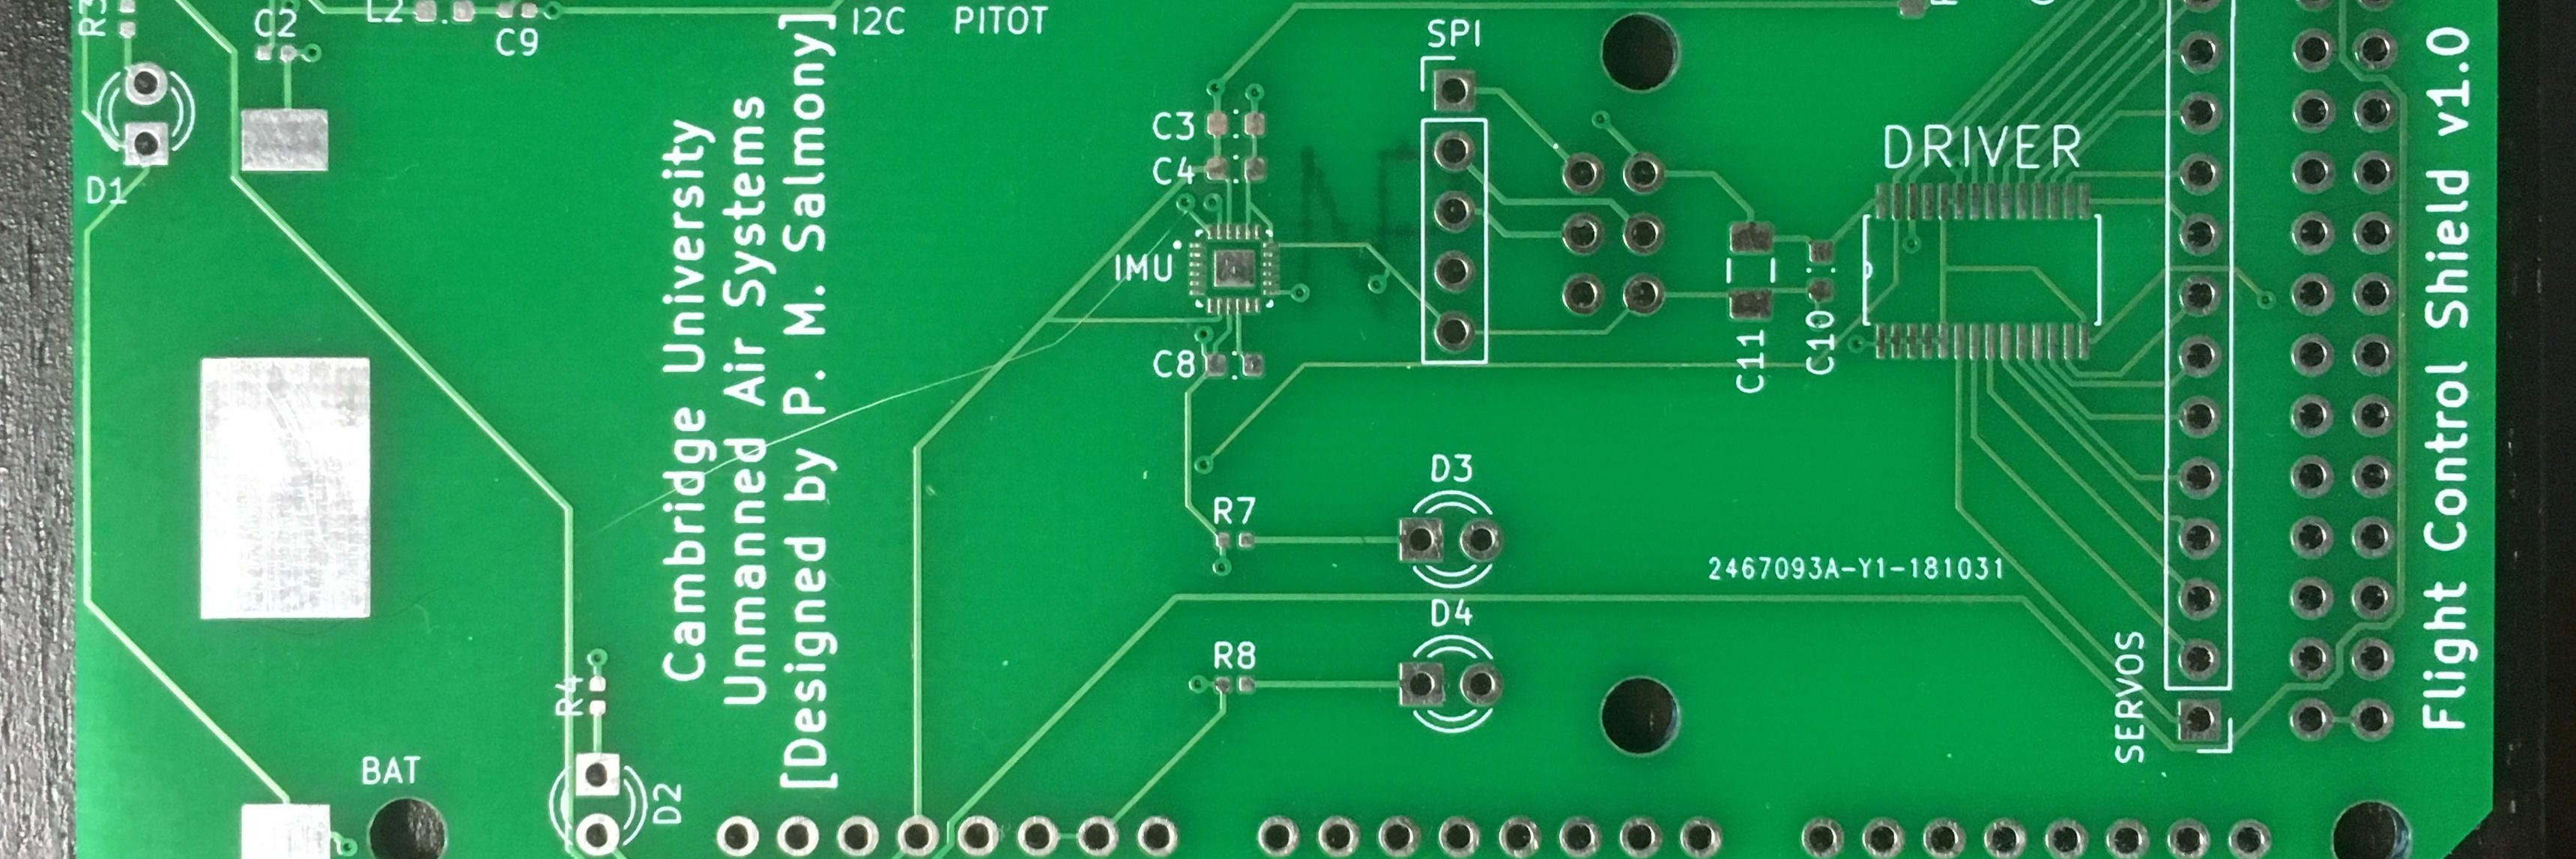 R3
C2
L2
C9
I2C PITOT
SPI
D1
C3
C4
IMU
C8
DRIVER
C11
C10
Cambridge University
Unmanned Air Systems
[Designed by P. M. Salmony]
Flight Control Shield v1.0
R7
D3
2467093A-Y1-181031
D4
R8
R4
SERVOS
BAT
D2